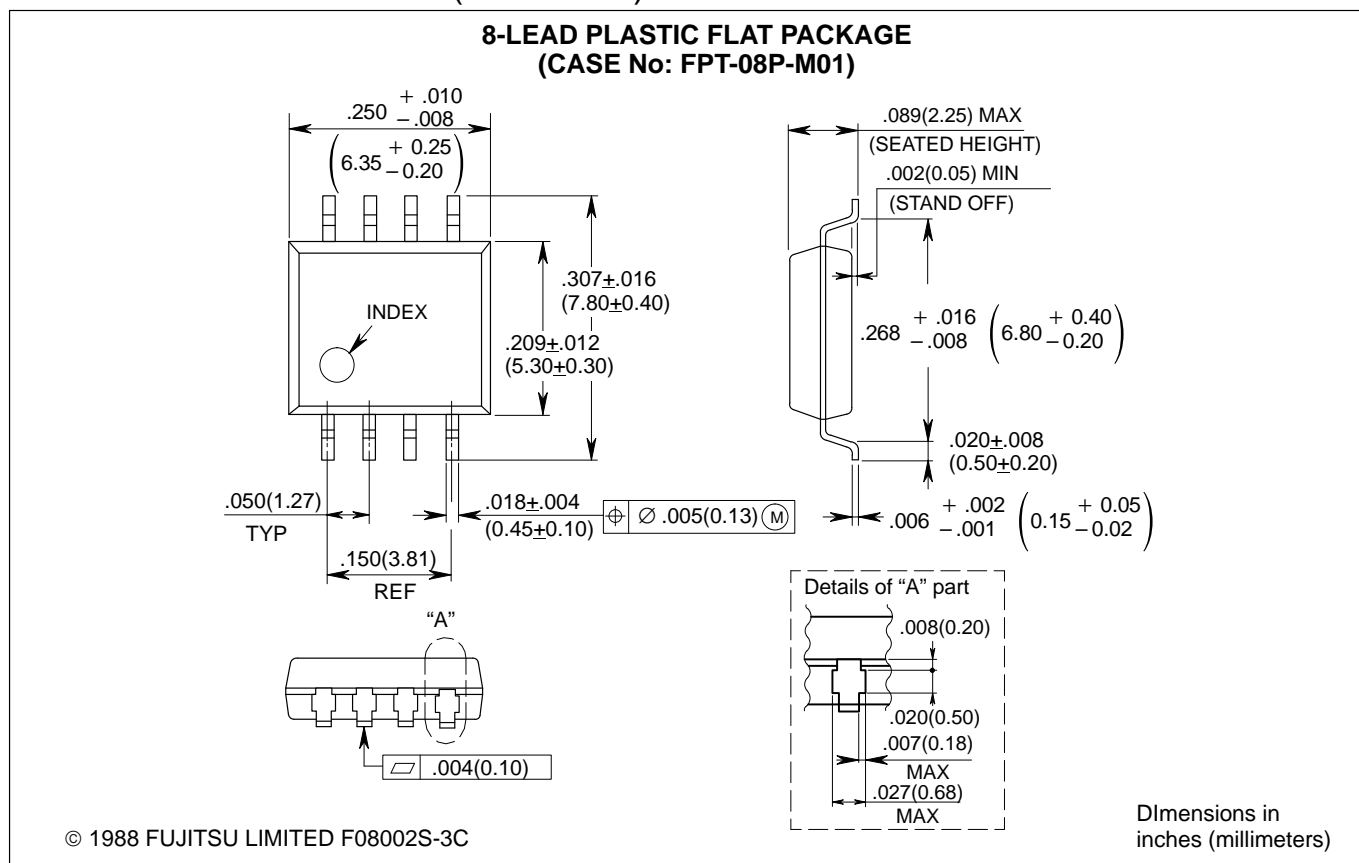 8-LEAD PLASTIC FLAT PACKAGE
(CASE No: FPT-08P-M01)
.250 + .010 – .008
(6.35 + 0.25 – 0.20)
INDEX
.307±.016
(7.80±0.40)
.209±.012
(5.30±0.30)
.050(1.27)
TYP
.018±.004
(0.45±0.10)
⌖ ∅ .005(0.13) Ⓜ
.150(3.81)
REF
.089(2.25) MAX
(SEATED HEIGHT)
.002(0.05) MIN
(STAND OFF)
.268 + .016 – .008 (6.80 + 0.40 – 0.20)
.020±.008
(0.50±0.20)
.006 + .002 – .001 (0.15 + 0.05 – 0.02)
“A”
▱ .004(0.10)
Details of “A” part
.008(0.20)
.020(0.50)
.007(0.18)
MAX
.027(0.68)
MAX
© 1988 FUJITSU LIMITED F08002S-3C
DImensions in
inches (millimeters)